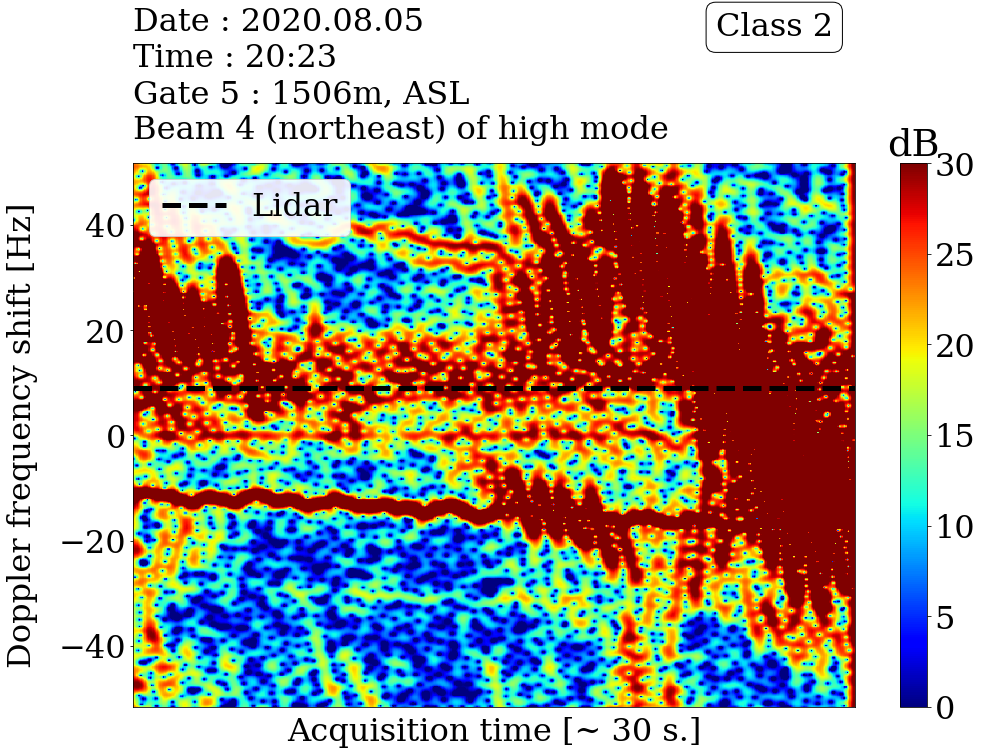 Date : 2020.08.05
Time : 20:23
Gate 5 : 1506m, ASL
Beam 4 (northeast) of high mode
Class 2
dB
Lidar
Doppler frequency shift [Hz]
40
20
0
−20
−40
30
25
20
15
10
5
0
Acquisition time [~ 30 s.]